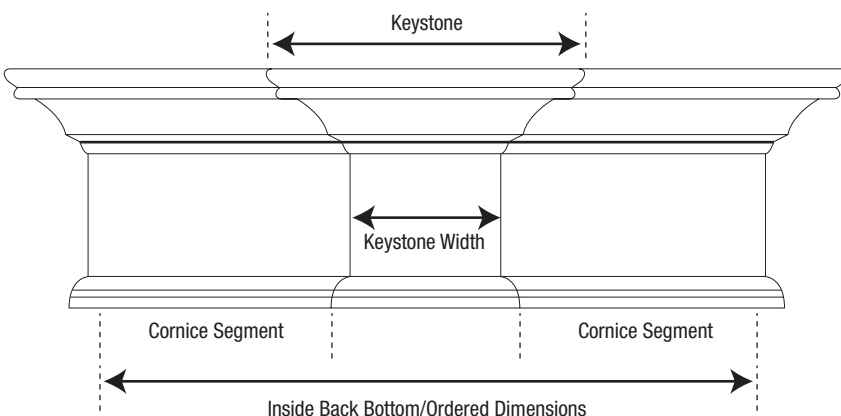 Keystone
Keystone Width
Cornice Segment
Cornice Segment
Inside Back Bottom/Ordered Dimensions